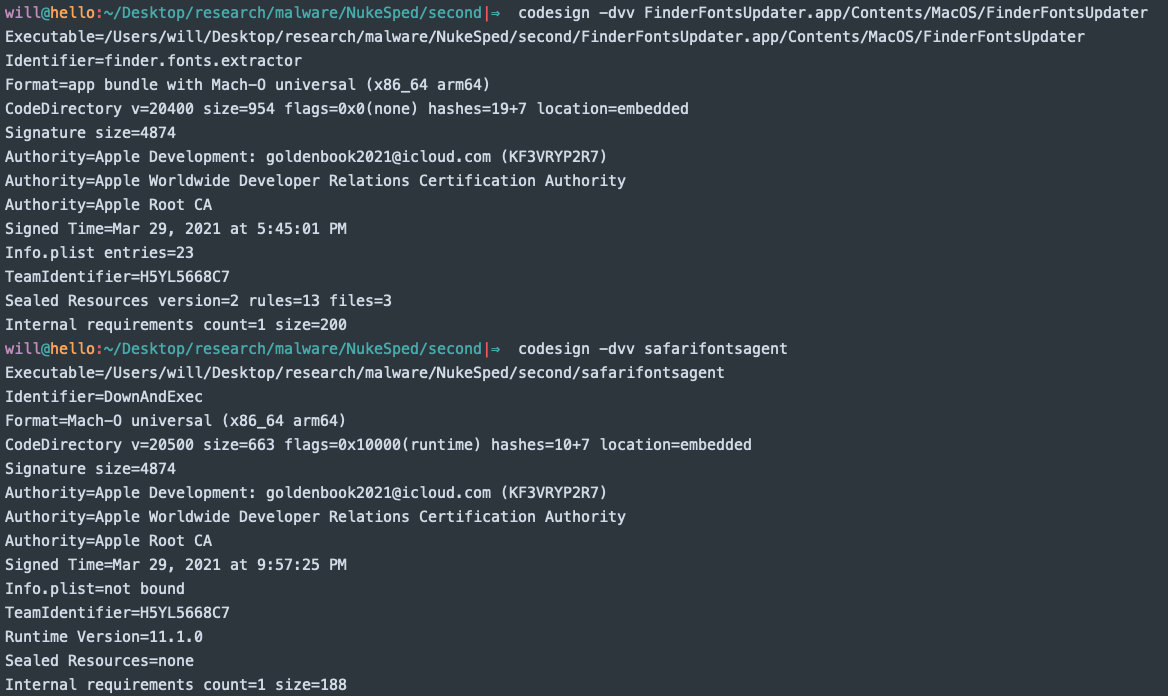 will@hello:~/Desktop/research/malware/NukeSped/second|⇒ codesign -dvv FinderFontsUpdater.app/Contents/MacOS/FinderFontsUpdater
Executable=/Users/will/Desktop/research/malware/NukeSped/second/FinderFontsUpdater.app/Contents/MacOS/FinderFontsUpdater
Identifier=finder.fonts.extractor
Format=app bundle with Mach-O universal (x86_64 arm64)
CodeDirectory v=20400 size=954 flags=0x0(none) hashes=19+7 location=embedded
Signature size=4874
Authority=Apple Development: goldenbook2021@icloud.com (KF3VRYP2R7)
Authority=Apple Worldwide Developer Relations Certification Authority
Authority=Apple Root CA
Signed Time=Mar 29, 2021 at 5:45:01 PM
Info.plist entries=23
TeamIdentifier=H5YL5668C7
Sealed Resources version=2 rules=13 files=3
Internal requirements count=1 size=200
will@hello:~/Desktop/research/malware/NukeSped/second|⇒ codesign -dvv safarifontsagent
Executable=/Users/will/Desktop/research/malware/NukeSped/second/safarifontsagent
Identifier=DownAndExec
Format=Mach-O universal (x86_64 arm64)
CodeDirectory v=20500 size=663 flags=0x10000(runtime) hashes=10+7 location=embedded
Signature size=4874
Authority=Apple Development: goldenbook2021@icloud.com (KF3VRYP2R7)
Authority=Apple Worldwide Developer Relations Certification Authority
Authority=Apple Root CA
Signed Time=Mar 29, 2021 at 9:57:25 PM
Info.plist=not bound
TeamIdentifier=H5YL5668C7
Runtime Version=11.1.0
Sealed Resources=none
Internal requirements count=1 size=188